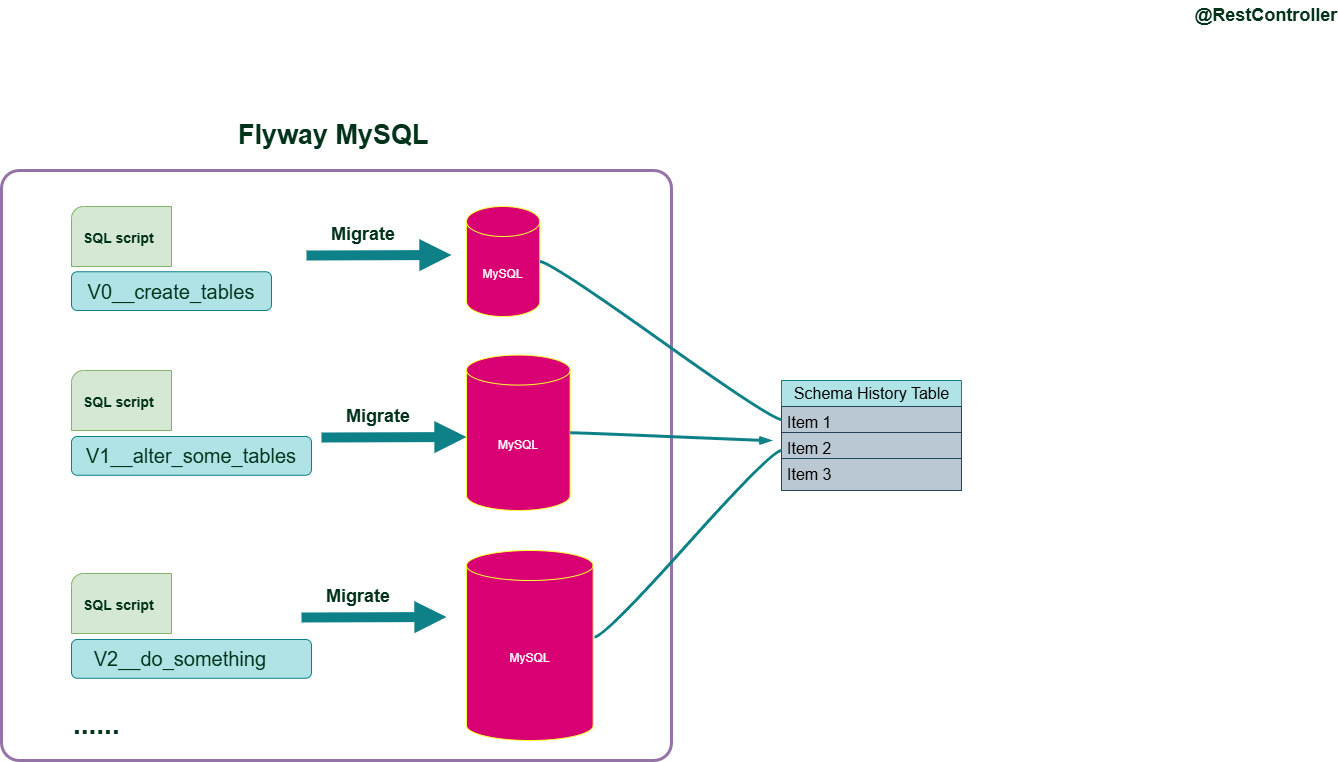 @RestController
Flyway MySQL
SQL script
V0__create_tables
Migrate
MySQL
SQL script
V1__alter_some_tables
Migrate
MySQL
Schema History Table
Item 1
Item 2
Item 3
SQL script
V2__do_something
Migrate
MySQL
......